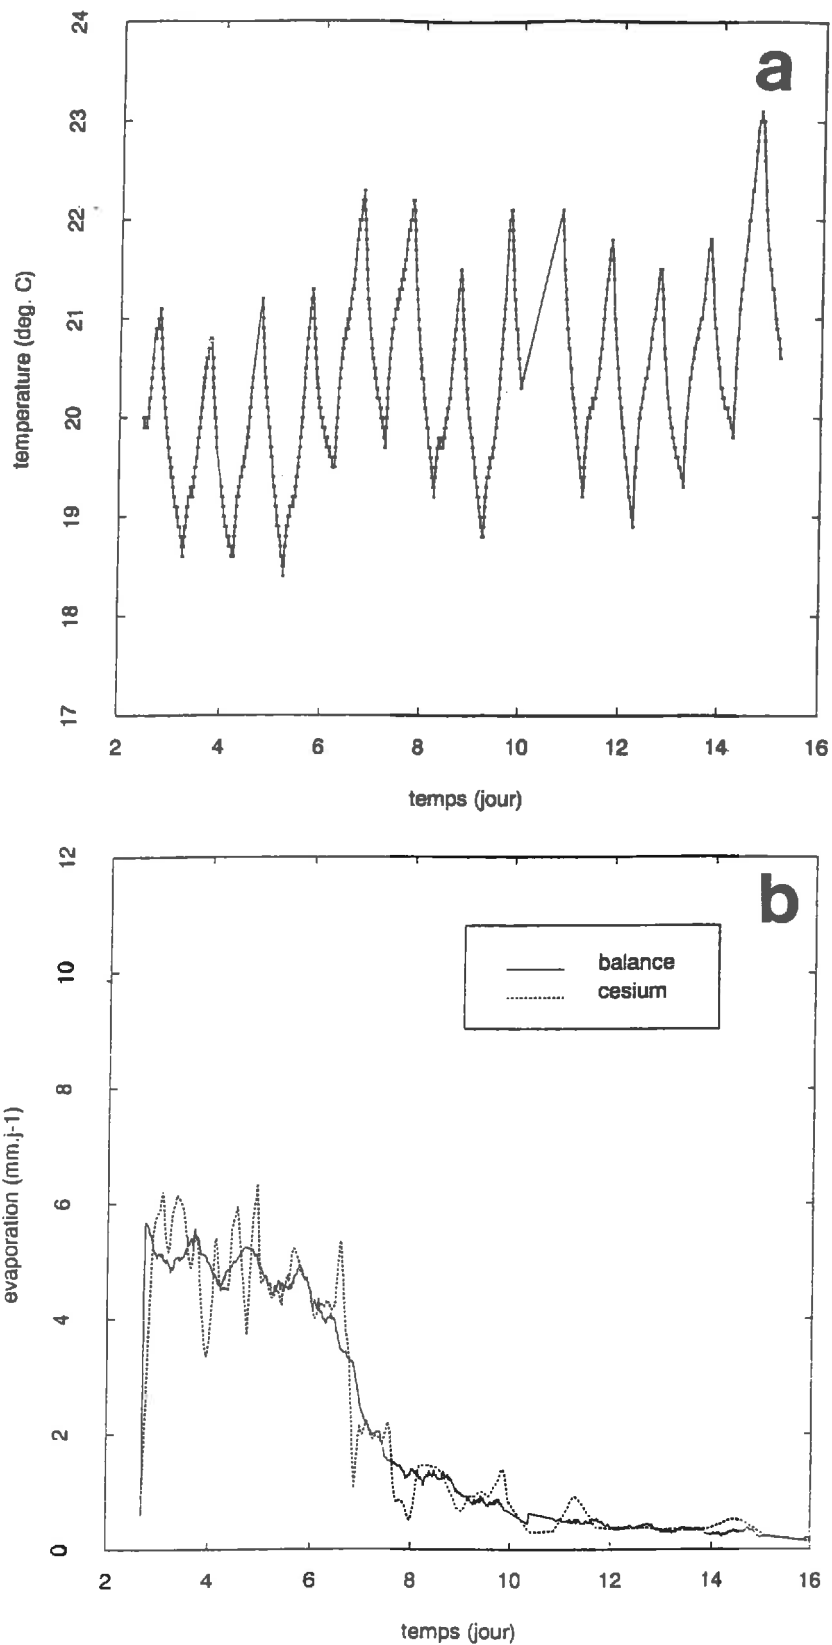 a
temperature (deg. C)
24
23
22
21
20
19
18
17
2 4 6 8 10 12 14 16
temps (jour)
b
balance
cesium
evaporation (mm.j-1)
12
10
8
6
4
2
0
2 4 6 8 10 12 14 16
temps (jour)